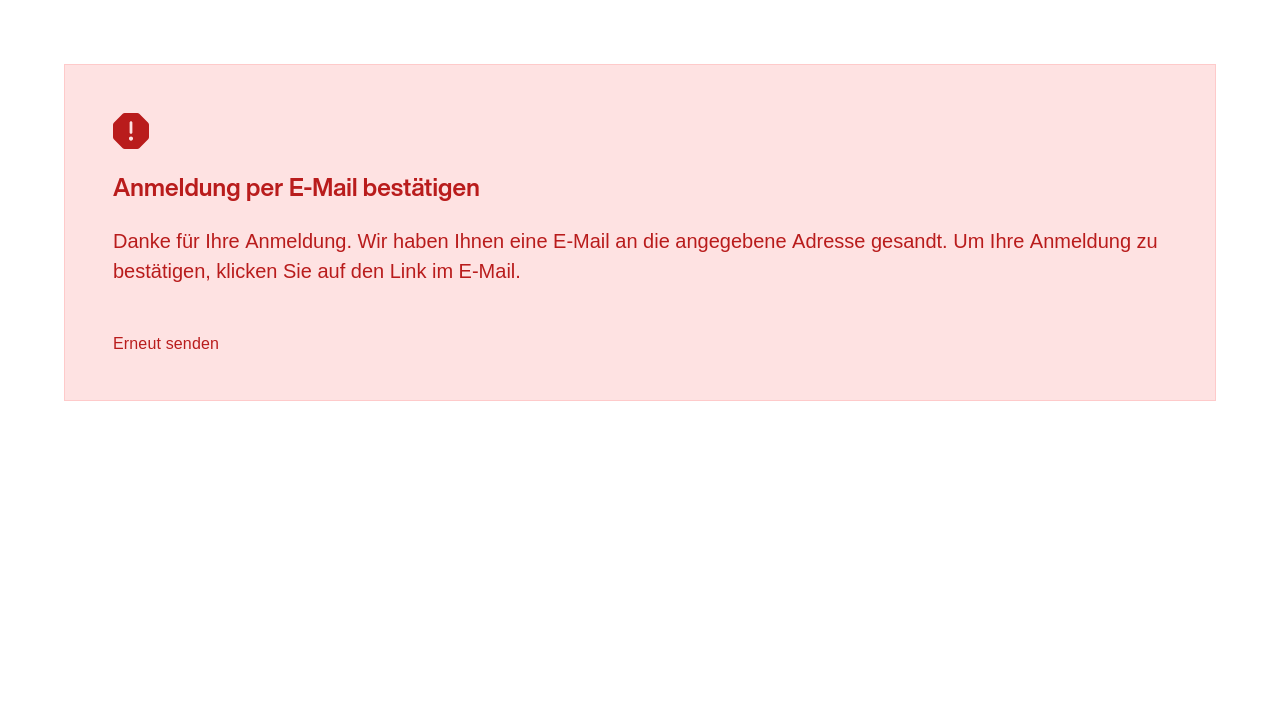 Anmeldung per E-Mail bestätigen
Danke für Ihre Anmeldung. Wir haben Ihnen eine E-Mail an die angegebene Adresse gesandt. Um Ihre Anmeldung zu
bestätigen, klicken Sie auf den Link im E-Mail.
Erneut senden